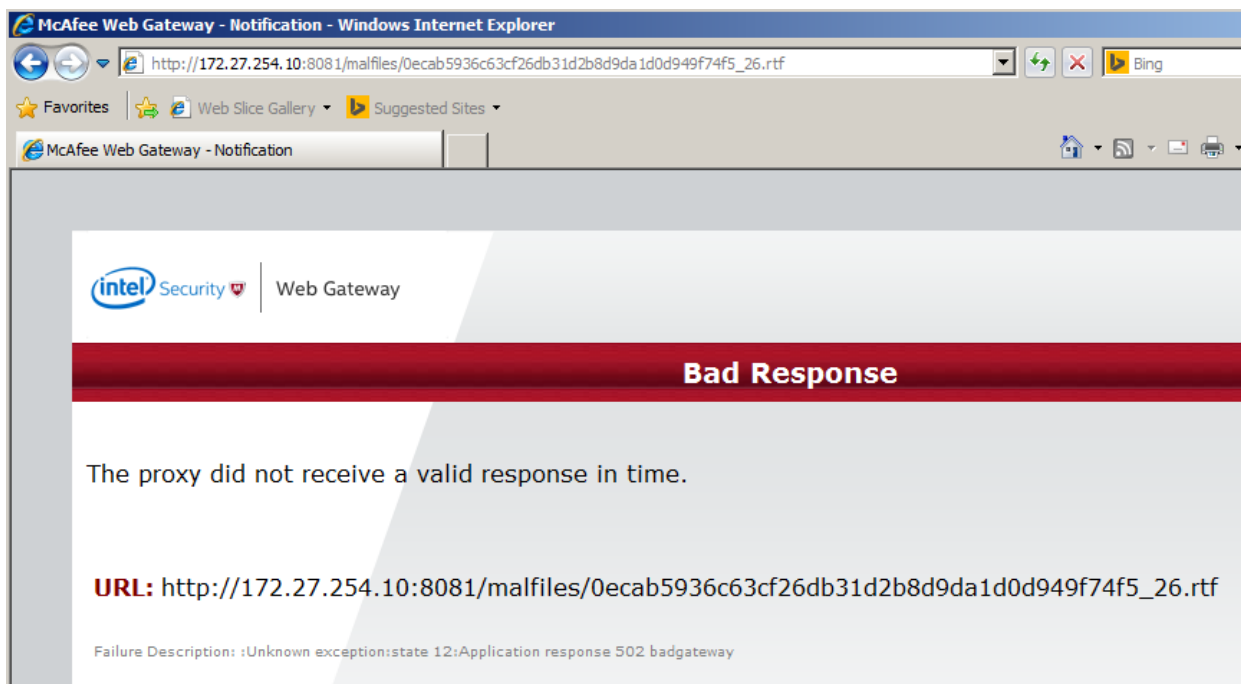 McAfee Web Gateway - Notification - Windows Internet Explorer
http://172.27.254.10:8081/malfiles/0ecab5936c63cf26db31d2b8d9da1d0d949f74f5_26.rtf
Bing
Favorites Web Slice Gallery Suggested Sites
McAfee Web Gateway - Notification
intel Security Web Gateway
Bad Response
The proxy did not receive a valid response in time.
URL: http://172.27.254.10:8081/malfiles/0ecab5936c63cf26db31d2b8d9da1d0d949f74f5_26.rtf
Failure Description: :Unknown exception:state 12:Application response 502 badgateway